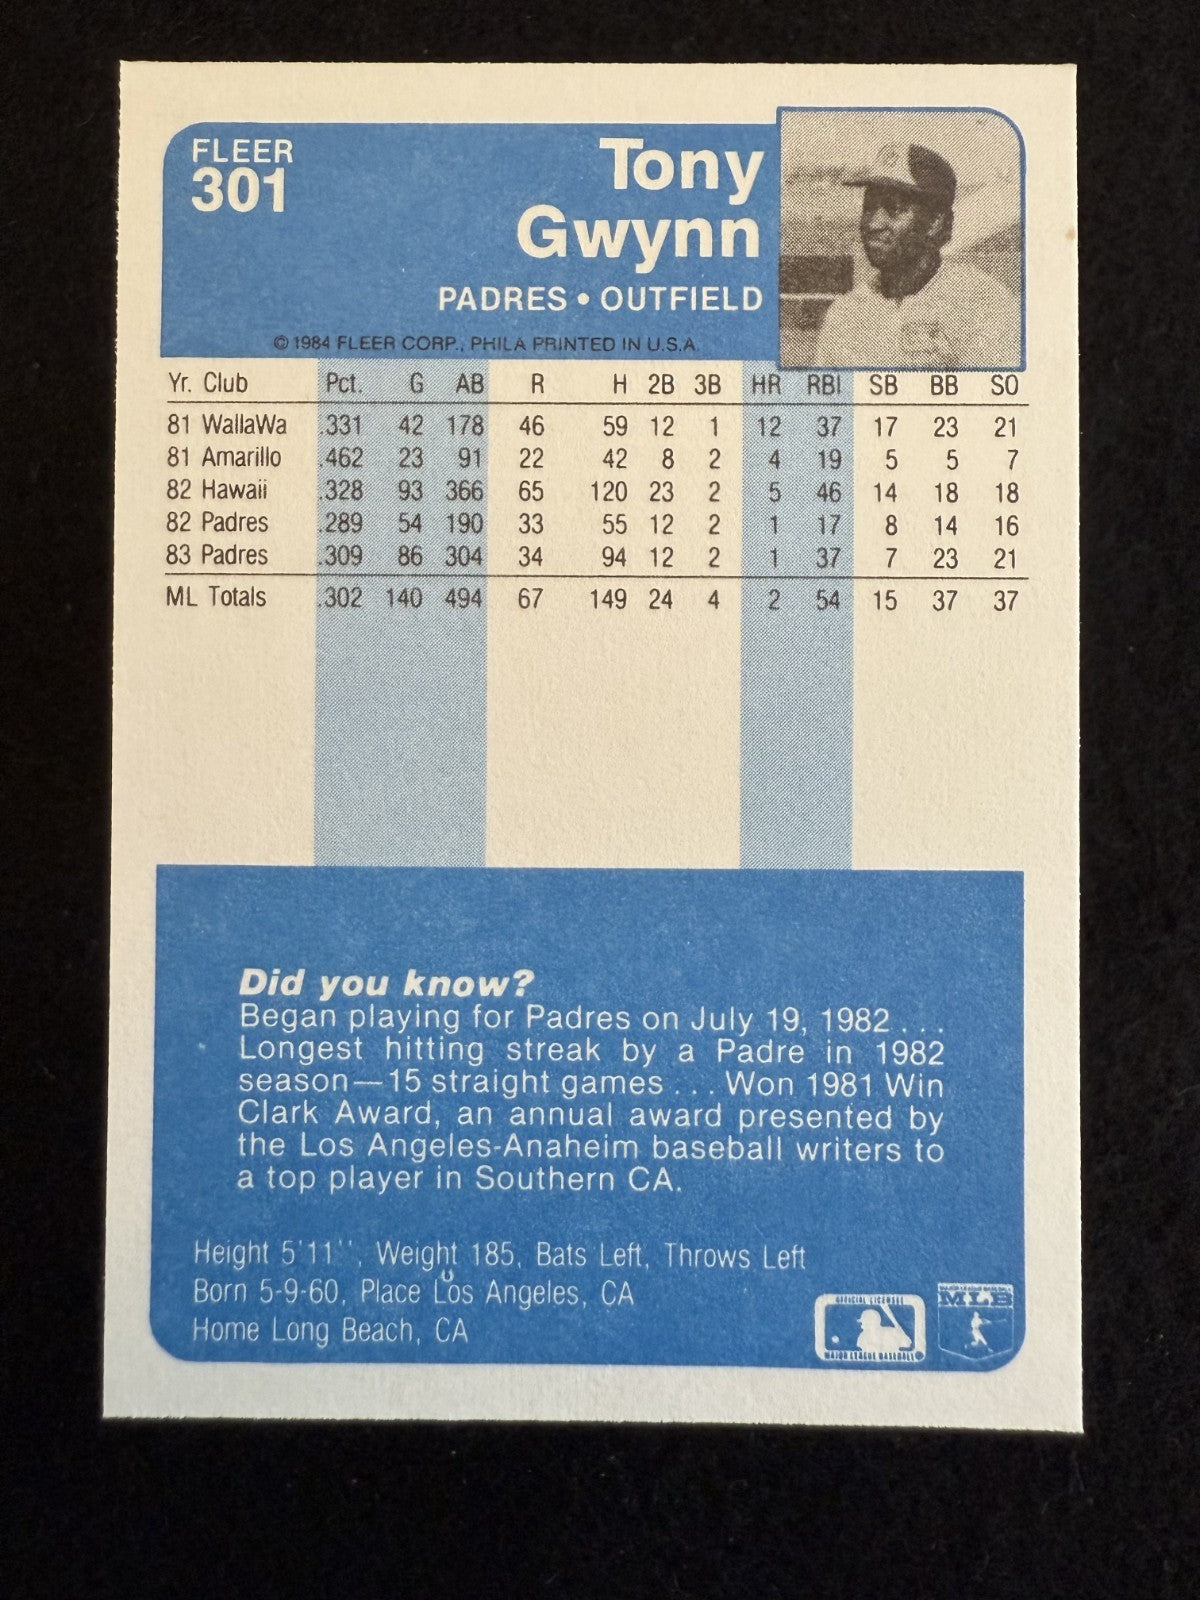 FLEER
301
Tony
Gwynn
PADRES • OUTFIELD
© 1984 FLEER CORP., PHILA PRINTED IN U.S.A.
Yr. Club Pct. G AB R H 2B 3B HR RBI SB BB SO
81 WallaWa .331 42 178 46 59 12 1 12 37 17 23 21
81 Amarillo .462 23 91 22 42 8 2 4 19 5 5 7
82 Hawaii .328 93 366 65 120 23 2 5 46 14 18 18
82 Padres .289 54 190 33 55 12 2 1 17 8 14 16
83 Padres .309 86 304 34 94 12 2 1 37 7 23 21
ML Totals .302 140 494 67 149 24 4 2 54 15 37 37
Did you know?
Began playing for Padres on July 19, 1982 . . .
Longest hitting streak by a Padre in 1982
season—15 straight games . . . Won 1981 Win
Clark Award, an annual award presented by
the Los Angeles-Anaheim baseball writers to
a top player in Southern CA.
Height 5'11'', Weight 185, Bats Left, Throws Left
Born 5-9-60, Place Los Angeles, CA
Home Long Beach, CA
OFFICIAL LICENSEE
MAJOR LEAGUE BASEBALL
MAJOR LEAGUE BASEBALL
MLB